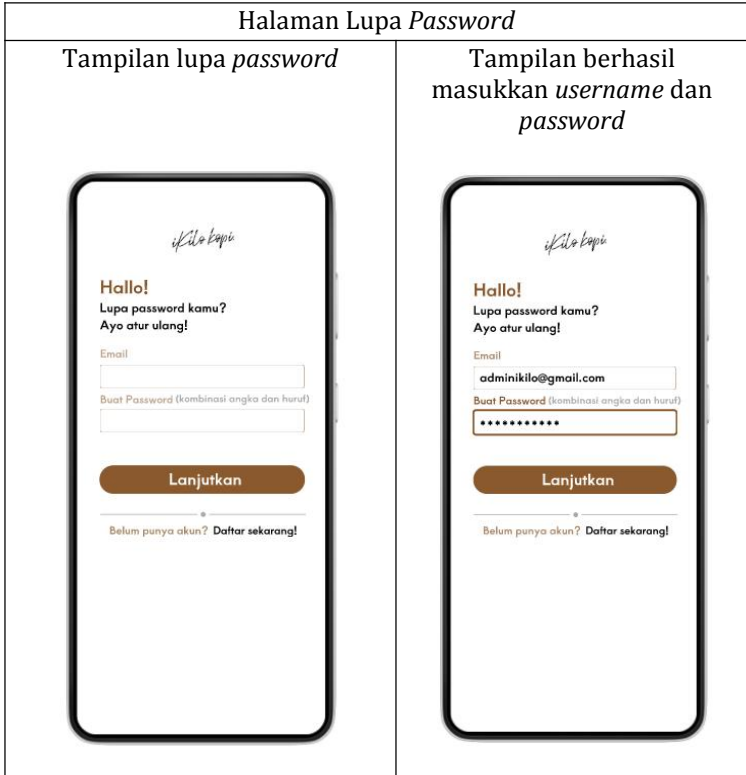 Halaman Lupa Password
Tampilan lupa password
iKilo kopi
Hallo!
Lupa password kamu?
Ayo atur ulang!
Email
Buat Password (kombinasi angka dan huruf)
Lanjutkan
Belum punya akun? Daftar sekarang!
Tampilan berhasil
masukkan username dan
password
iKilo kopi
Hallo!
Lupa password kamu?
Ayo atur ulang!
Email
adminikilo@gmail.com
Buat Password (kombinasi angka dan huruf)
***********
Lanjutkan
Belum punya akun? Daftar sekarang!